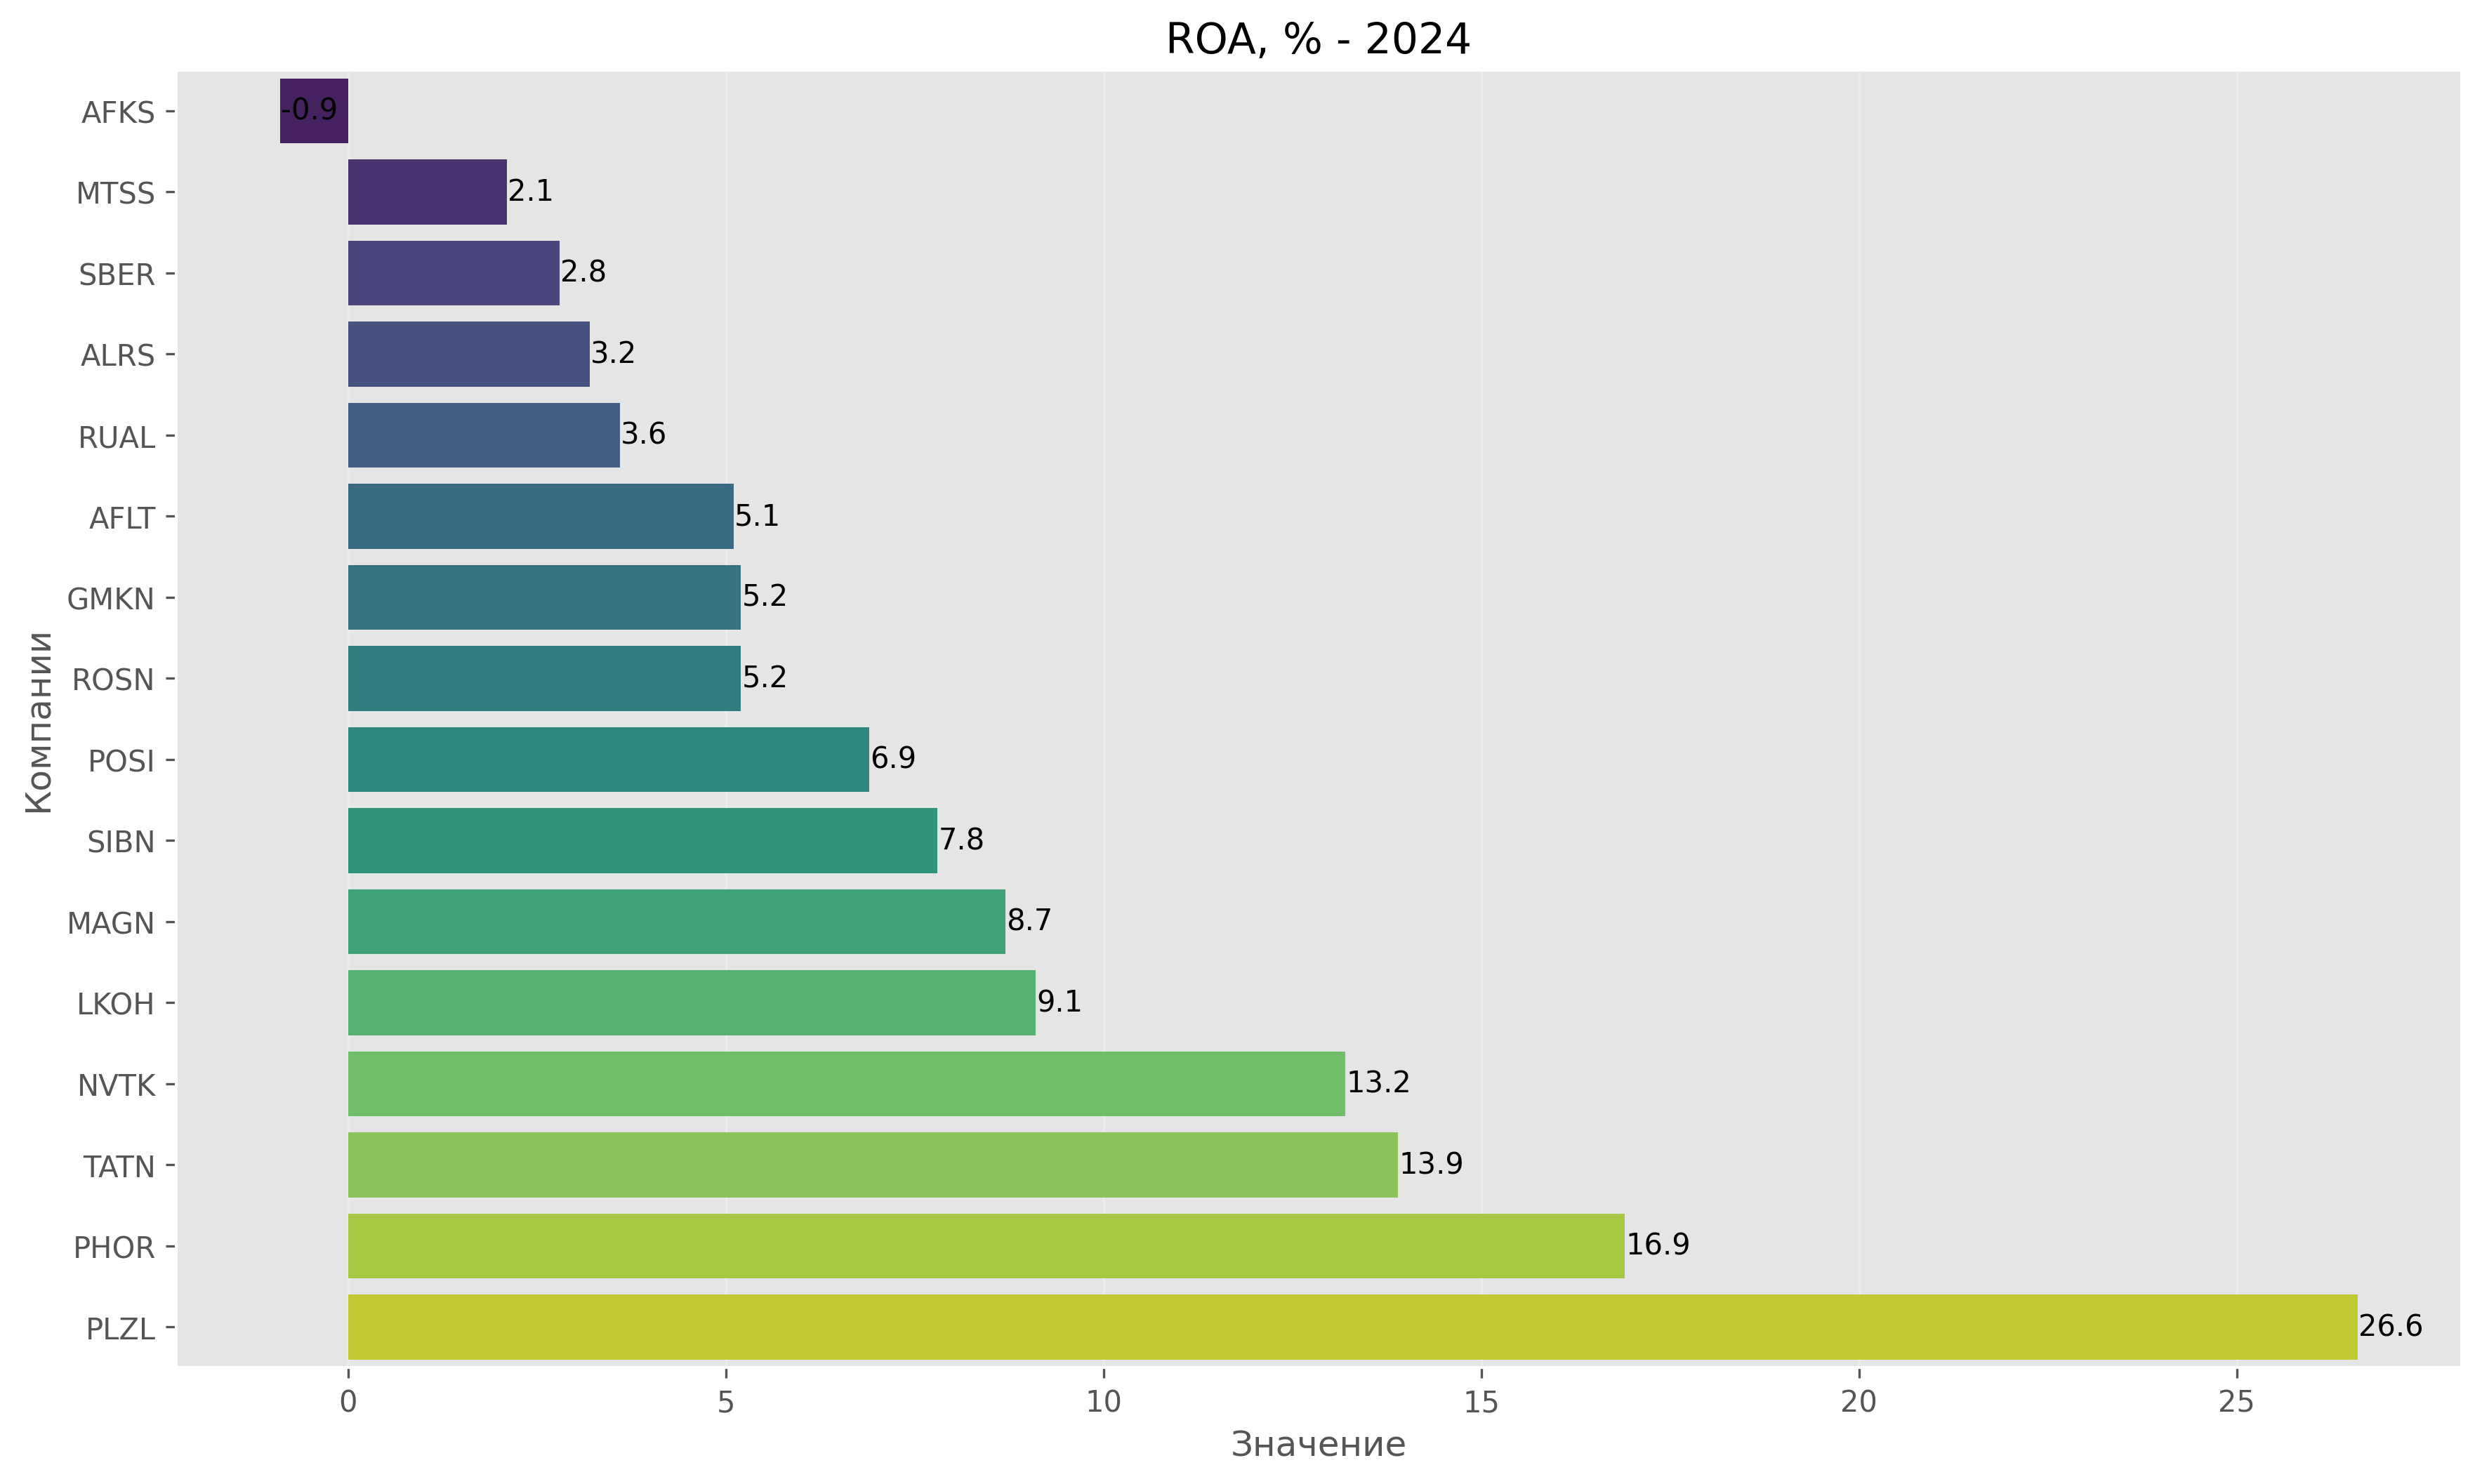 ROA, % - 2024
AFKS -0.9
MTSS 2.1
SBER 2.8
ALRS 3.2
RUAL 3.6
AFLT 5.1
GMKN 5.2
ROSN 5.2
POSI 6.9
SIBN 7.8
MAGN 8.7
LKOH 9.1
NVTK 13.2
TATN 13.9
PHOR 16.9
PLZL 26.6
Компании
0 5 10 15 20 25
Значение